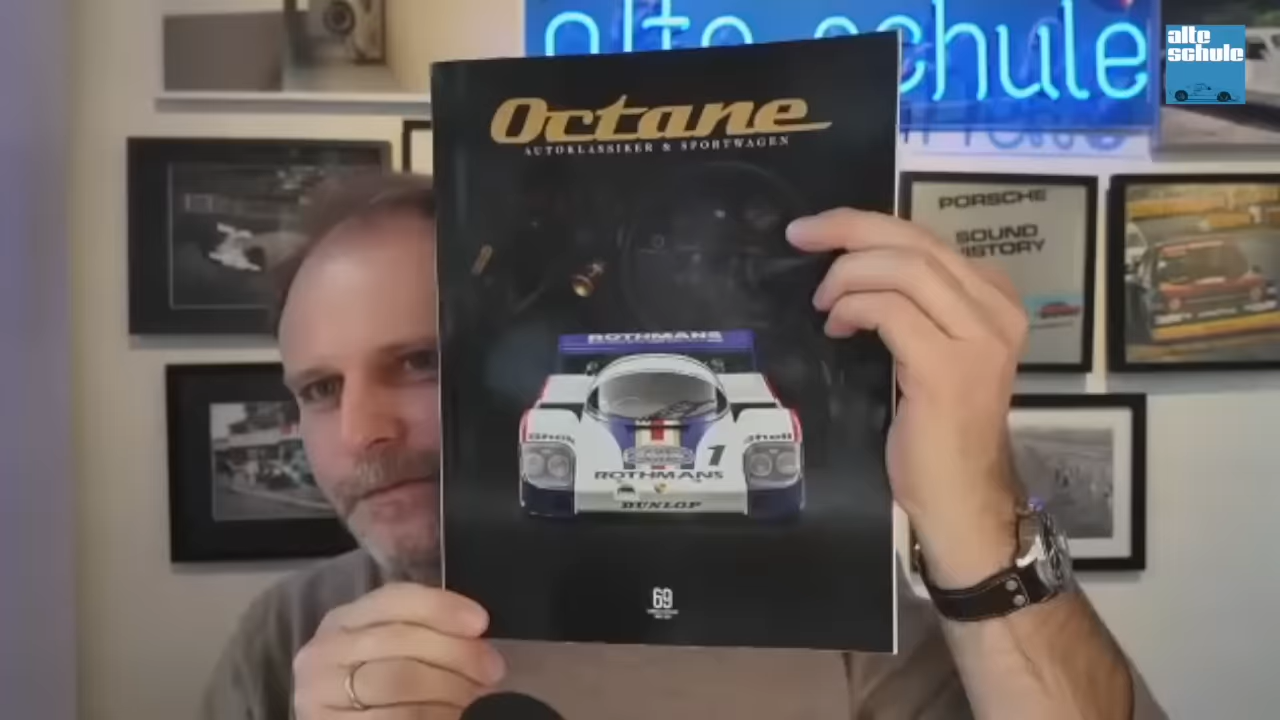 alte schule
alte
schule
Octane
AUTOKLASSIKER & SPORTWAGEN
PORSCHE
SOUND
HISTORY
ROTHMANS
Shell
Shell
1
ROTHMANS
DUNLOP
69